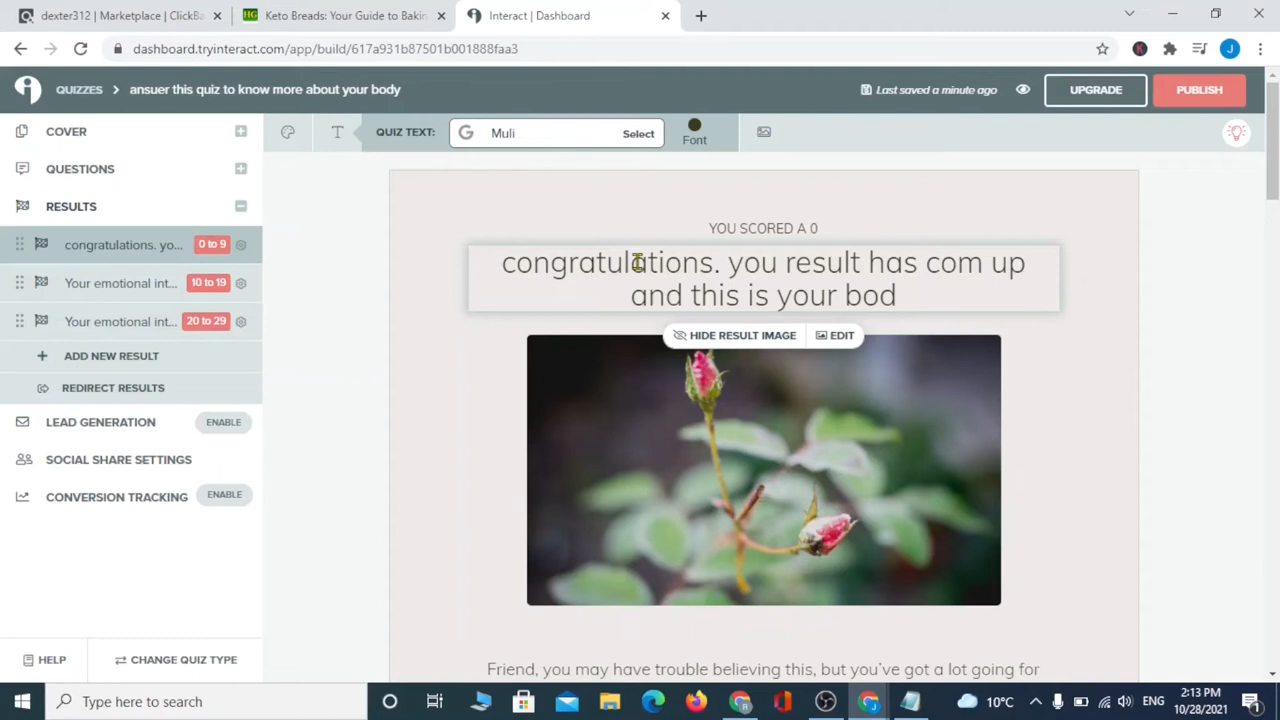 dexter312 | Marketplace | ClickBa
Keto Breads: Your Guide to Bakin
Interact | Dashboard
dashboard.tryinteract.com/app/build/617a931b87501b001888faa3
QUIZZES > ansuer this quiz to know more about your body
Last saved a minute ago
UPGRADE
PUBLISH
COVER
QUESTIONS
RESULTS
congratulations. yo... 0 to 9
Your emotional int... 10 to 19
Your emotional int... 20 to 29
ADD NEW RESULT
REDIRECT RESULTS
LEAD GENERATION ENABLE
SOCIAL SHARE SETTINGS
CONVERSION TRACKING ENABLE
HELP
CHANGE QUIZ TYPE
QUIZ TEXT:
Muli Select
Font
YOU SCORED A 0
congratulations. you result has com up
and this is your bod
HIDE RESULT IMAGE
EDIT
Friend, you may have trouble believing this, but you've got a lot going for
Type here to search
10°C
ENG
2:13 PM
10/28/2021